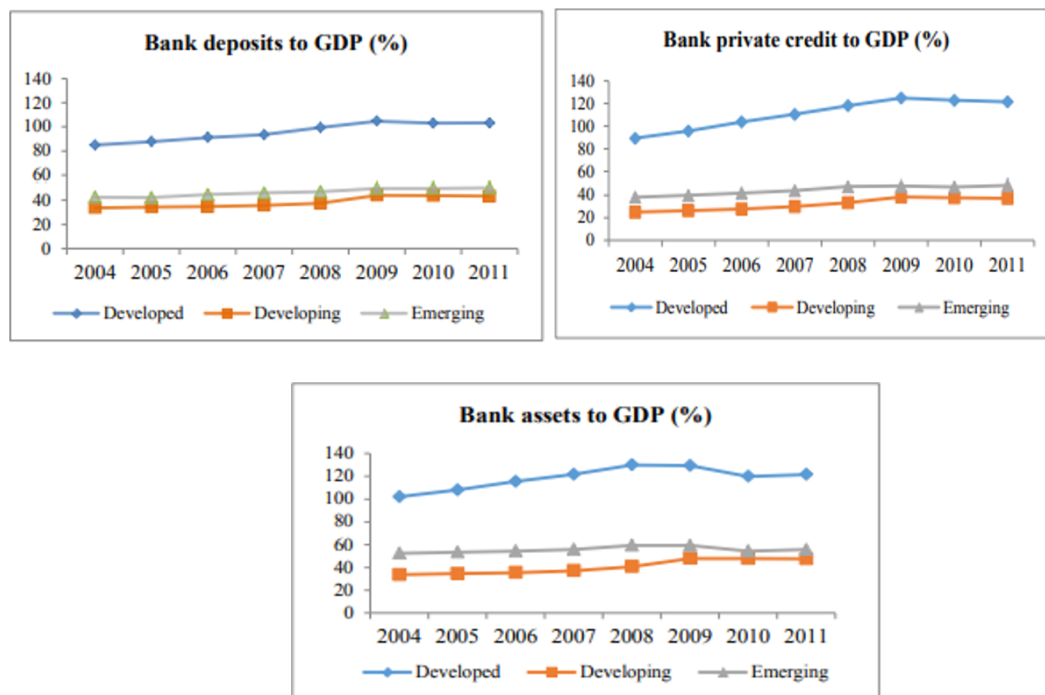 Bank deposits to GDP (%)
140
120
100
80
60
40
20
0
2004 2005 2006 2007 2008 2009 2010 2011
Developed Developing Emerging
Bank private credit to GDP (%)
140
120
100
80
60
40
20
0
2004 2005 2006 2007 2008 2009 2010 2011
Developed Developing Emerging
Bank assets to GDP (%)
140
120
100
80
60
40
20
0
2004 2005 2006 2007 2008 2009 2010 2011
Developed Developing Emerging